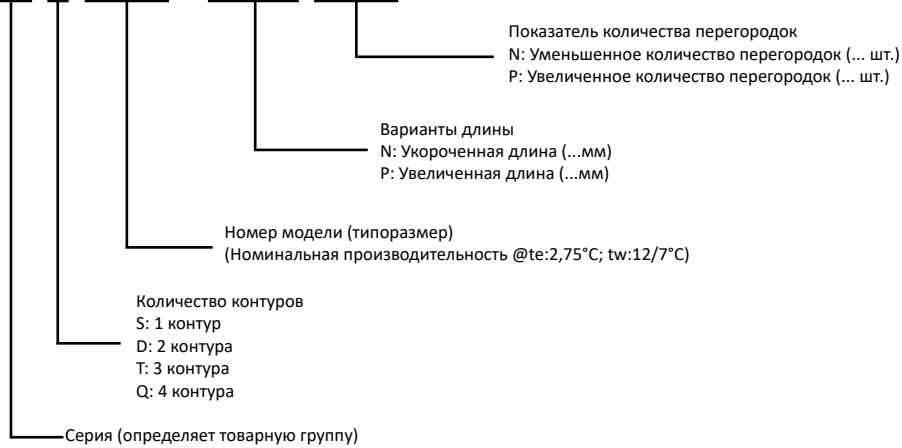 Показатель количества перегородок
N: Уменьшенное количество перегородок (... шт.)
P: Увеличенное количество перегородок (... шт.)
Варианты длины
N: Укороченная длина (...мм)
P: Увеличенная длина (...мм)
Номер модели (типоразмер)
(Номинальная производительность @te:2,75°C; tw:12/7°C)
Количество контуров
S: 1 контур
D: 2 контура
T: 3 контура
Q: 4 контура
Серия (определяет товарную группу)